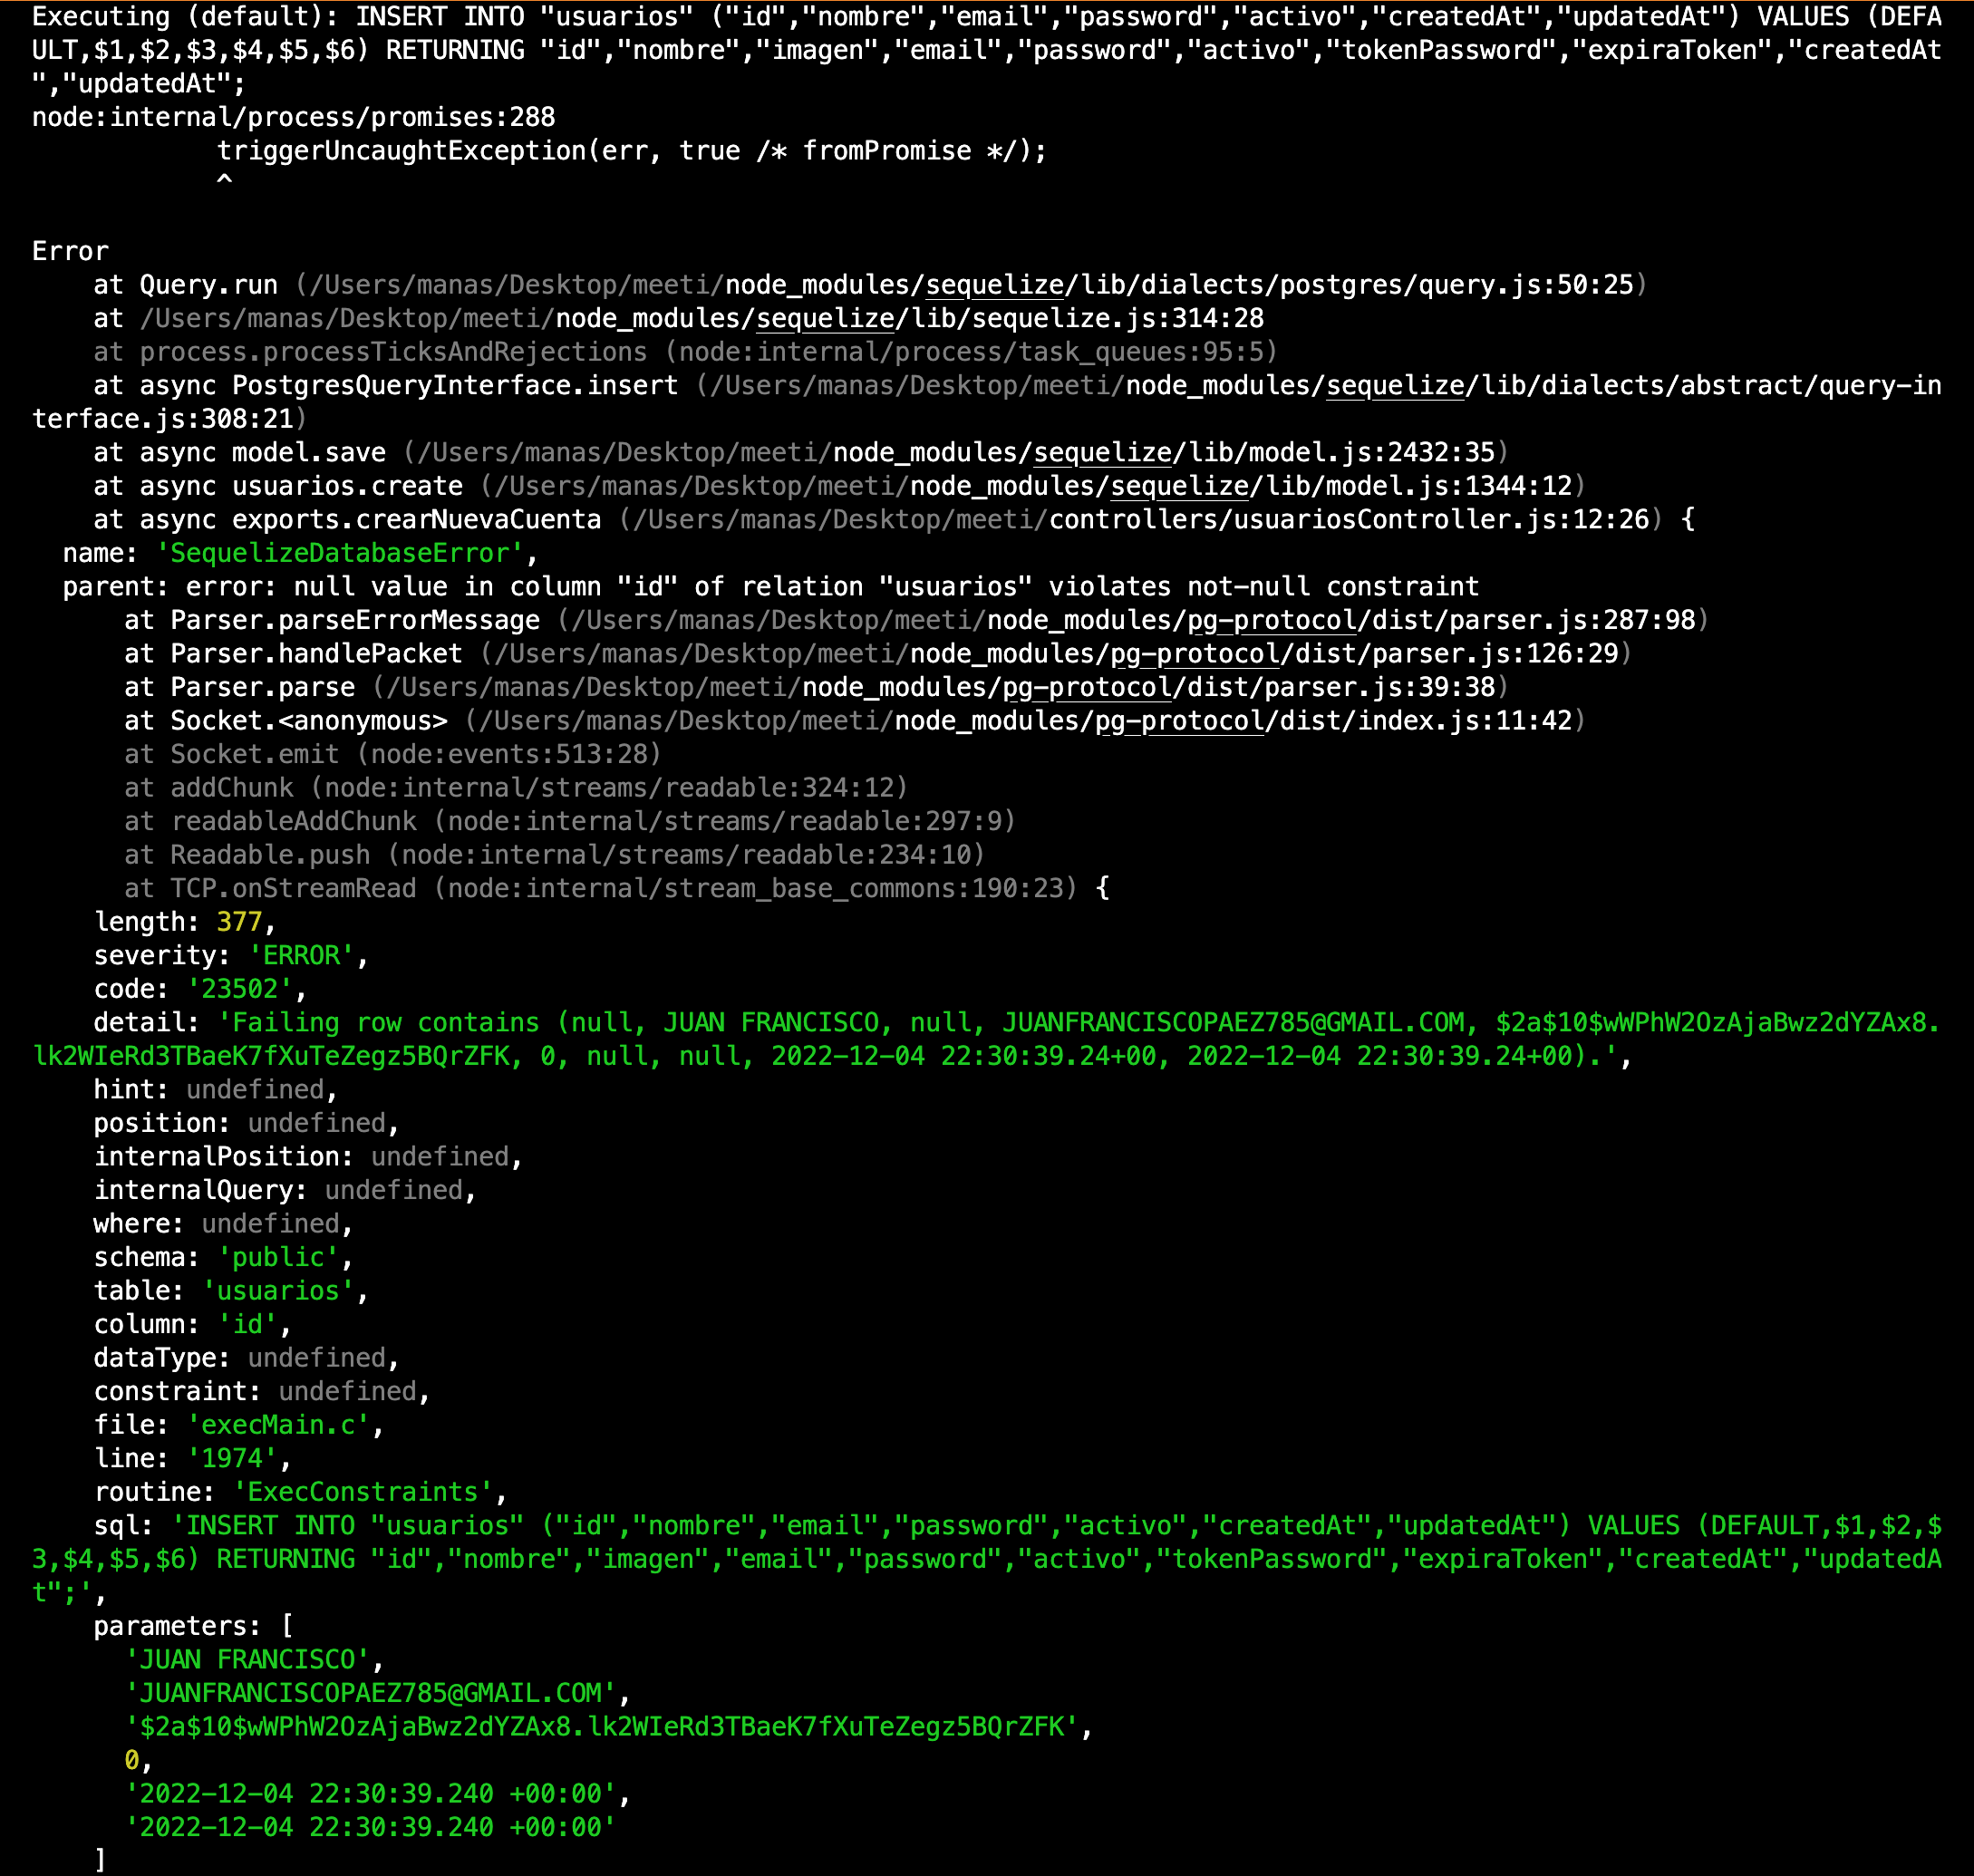 Executing (default): INSERT INTO "usuarios" ("id","nombre","email","password","activo","createdAt","updatedAt") VALUES (DEFA
ULT,$1,$2,$3,$4,$5,$6) RETURNING "id","nombre","imagen","email","password","activo","tokenPassword","expiraToken","createdAt
","updatedAt";
node:internal/process/promises:288
            triggerUncaughtException(err, true /* fromPromise */);
            ^

Error
    at Query.run (/Users/manas/Desktop/meeti/node_modules/sequelize/lib/dialects/postgres/query.js:50:25)
    at /Users/manas/Desktop/meeti/node_modules/sequelize/lib/sequelize.js:314:28
    at process.processTicksAndRejections (node:internal/process/task_queues:95:5)
    at async PostgresQueryInterface.insert (/Users/manas/Desktop/meeti/node_modules/sequelize/lib/dialects/abstract/query-in
terface.js:308:21)
    at async model.save (/Users/manas/Desktop/meeti/node_modules/sequelize/lib/model.js:2432:35)
    at async usuarios.create (/Users/manas/Desktop/meeti/node_modules/sequelize/lib/model.js:1344:12)
    at async exports.crearNuevaCuenta (/Users/manas/Desktop/meeti/controllers/usuariosController.js:12:26) {
  name: 'SequelizeDatabaseError',
  parent: error: null value in column "id" of relation "usuarios" violates not-null constraint
      at Parser.parseErrorMessage (/Users/manas/Desktop/meeti/node_modules/pg-protocol/dist/parser.js:287:98)
      at Parser.handlePacket (/Users/manas/Desktop/meeti/node_modules/pg-protocol/dist/parser.js:126:29)
      at Parser.parse (/Users/manas/Desktop/meeti/node_modules/pg-protocol/dist/parser.js:39:38)
      at Socket.<anonymous> (/Users/manas/Desktop/meeti/node_modules/pg-protocol/dist/index.js:11:42)
      at Socket.emit (node:events:513:28)
      at addChunk (node:internal/streams/readable:324:12)
      at readableAddChunk (node:internal/streams/readable:297:9)
      at Readable.push (node:internal/streams/readable:234:10)
      at TCP.onStreamRead (node:internal/stream_base_commons:190:23) {
    length: 377,
    severity: 'ERROR',
    code: '23502',
    detail: 'Failing row contains (null, JUAN FRANCISCO, null, JUANFRANCISCOPAEZ785@GMAIL.COM, $2a$10$wWPhW2OzAjaBwz2dYZAx8.
lk2WIeRd3TBaeK7fXuTeZegz5BQrZFK, 0, null, null, 2022-12-04 22:30:39.24+00, 2022-12-04 22:30:39.24+00).',
    hint: undefined,
    position: undefined,
    internalPosition: undefined,
    internalQuery: undefined,
    where: undefined,
    schema: 'public',
    table: 'usuarios',
    column: 'id',
    dataType: undefined,
    constraint: undefined,
    file: 'execMain.c',
    line: '1974',
    routine: 'ExecConstraints',
    sql: 'INSERT INTO "usuarios" ("id","nombre","email","password","activo","createdAt","updatedAt") VALUES (DEFAULT,$1,$2,$
3,$4,$5,$6) RETURNING "id","nombre","imagen","email","password","activo","tokenPassword","expiraToken","createdAt","updatedA
t";',
    parameters: [
      'JUAN FRANCISCO',
      'JUANFRANCISCOPAEZ785@GMAIL.COM',
      '$2a$10$wWPhW2OzAjaBwz2dYZAx8.lk2WIeRd3TBaeK7fXuTeZegz5BQrZFK',
      0,
      '2022-12-04 22:30:39.240 +00:00',
      '2022-12-04 22:30:39.240 +00:00'
    ]